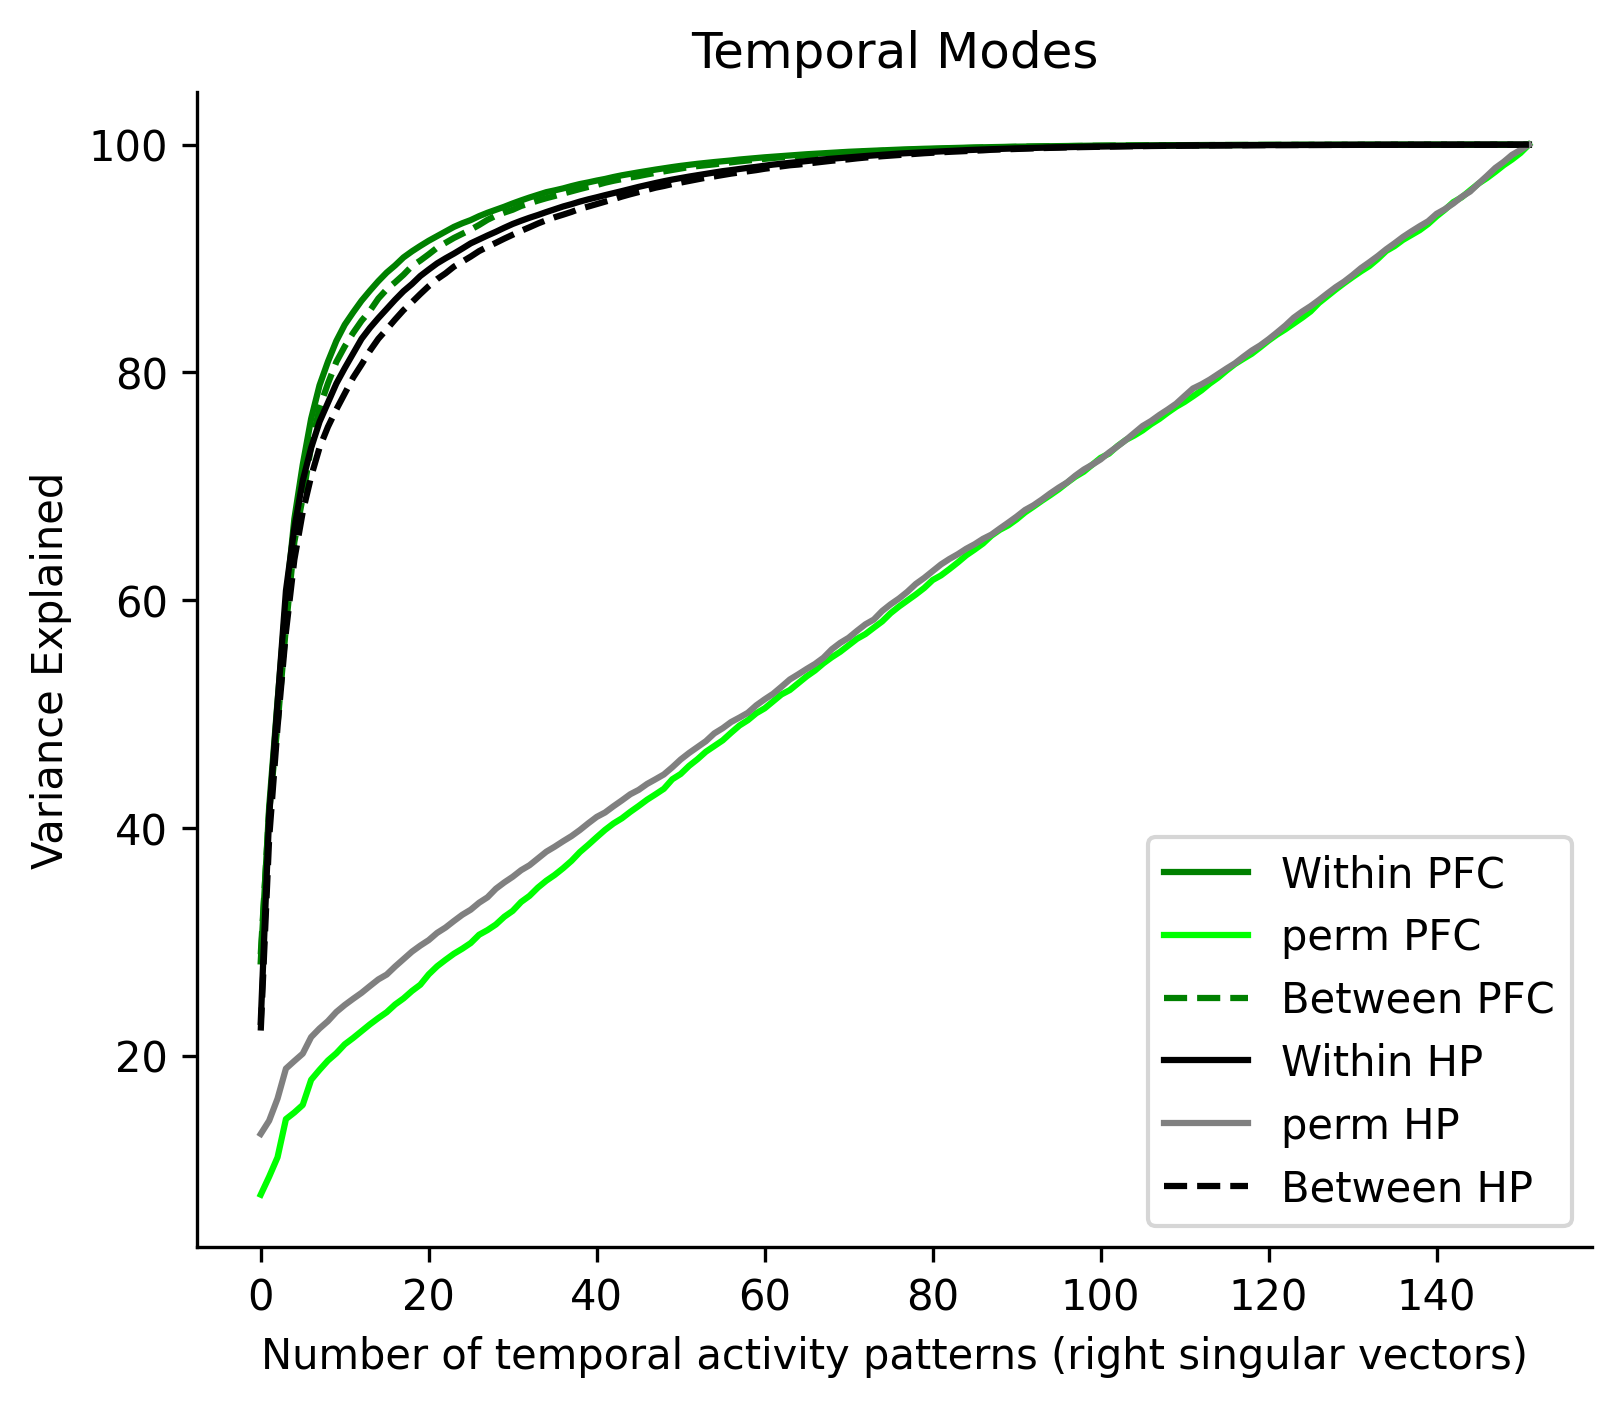 Temporal Modes
Variance Explained
100
80
60
40
20
0 20 40 60 80 100 120 140
Number of temporal activity patterns (right singular vectors)
Within PFC
perm PFC
Between PFC
Within HP
perm HP
Between HP